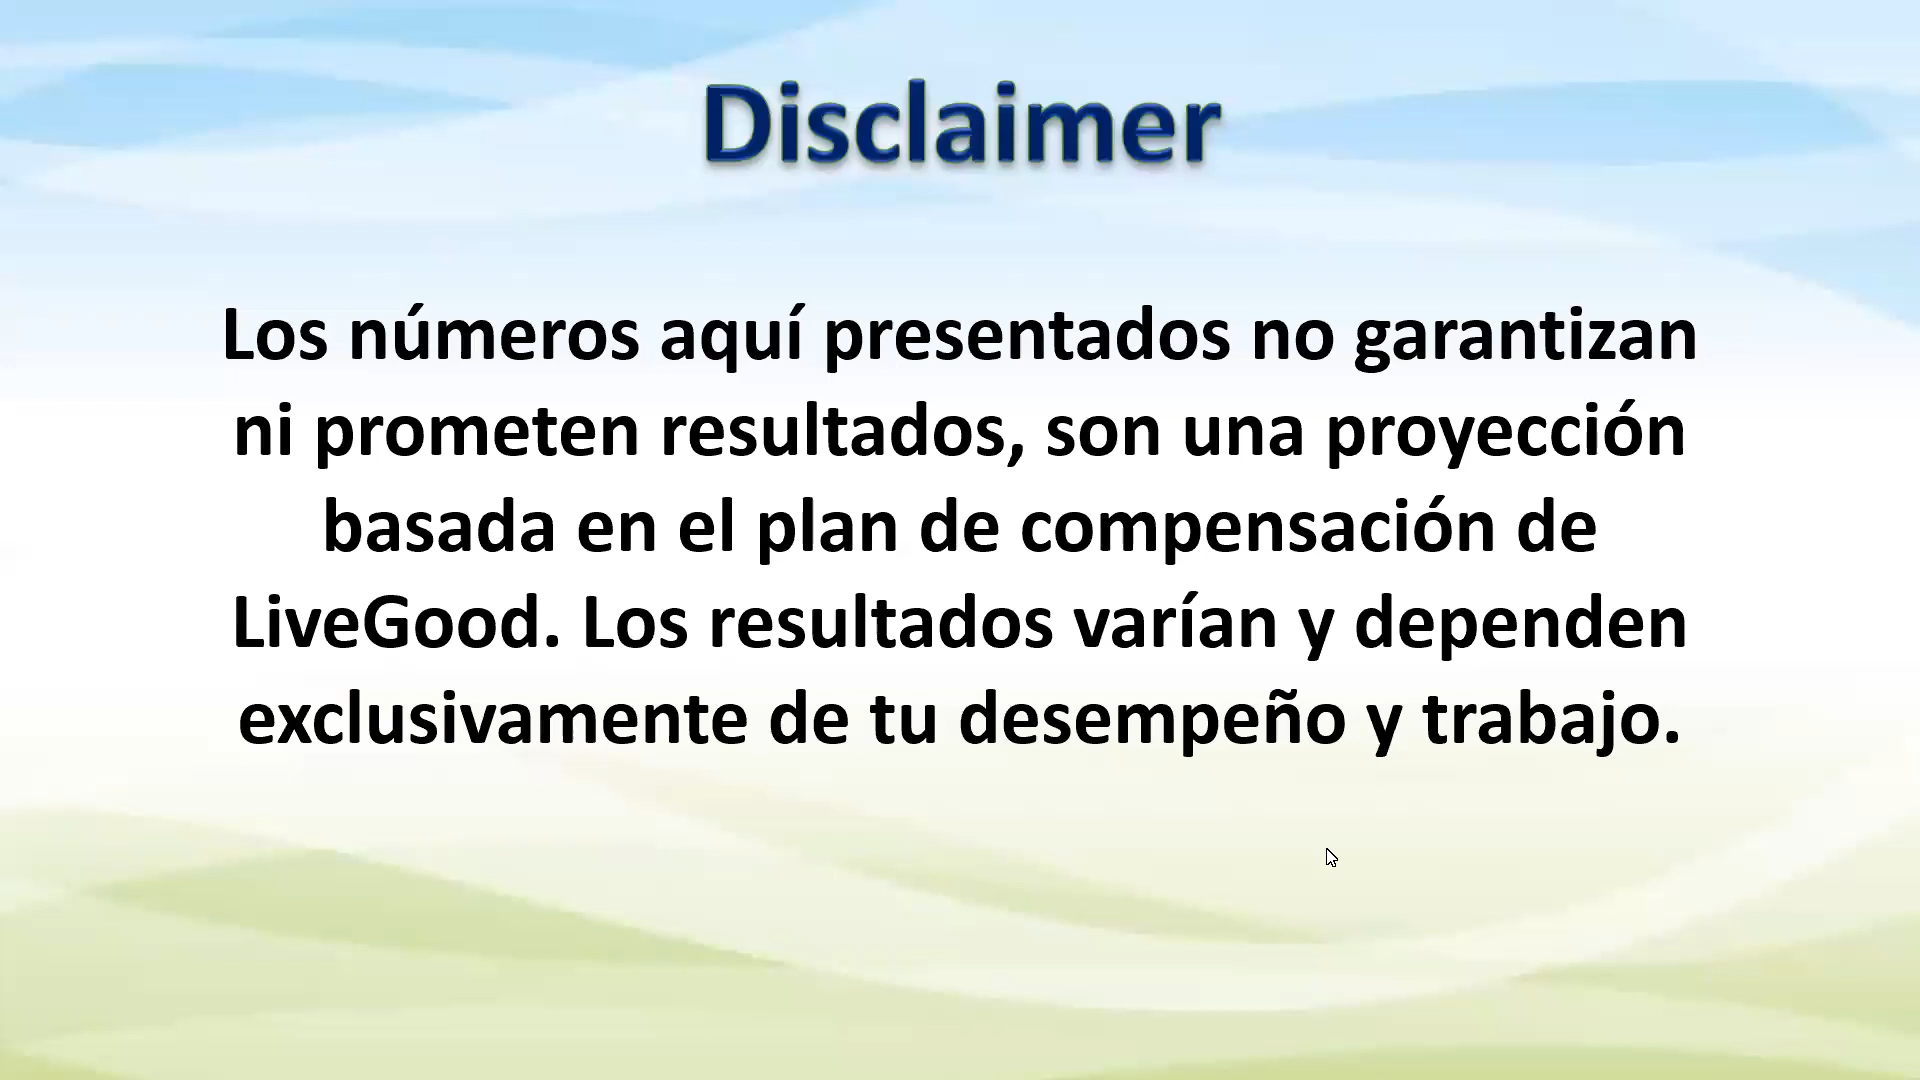 Disclaimer
Los números aquí presentados no garantizan
ni prometen resultados, son una proyección
basada en el plan de compensación de
LiveGood. Los resultados varían y dependen
exclusivamente de tu desempeño y trabajo.